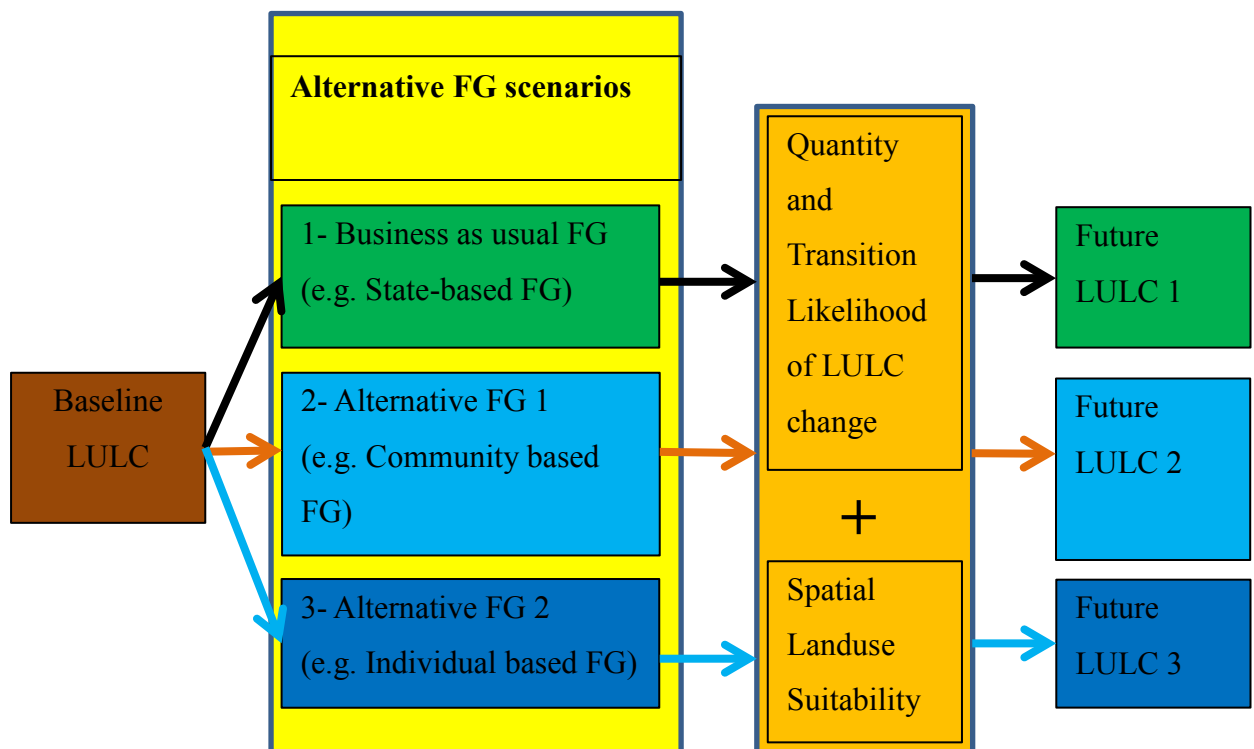 Alternative FG scenarios
1- Business as usual FG
(e.g. State-based FG)
2- Alternative FG 1
(e.g. Community based
FG)
3- Alternative FG 2
(e.g. Individual based FG)
Baseline
LULC
Quantity
and
Transition
Likelihood
of LULC
change
+
Spatial
Landuse
Suitability
Future
LULC 1
Future
LULC 2
Future
LULC 3